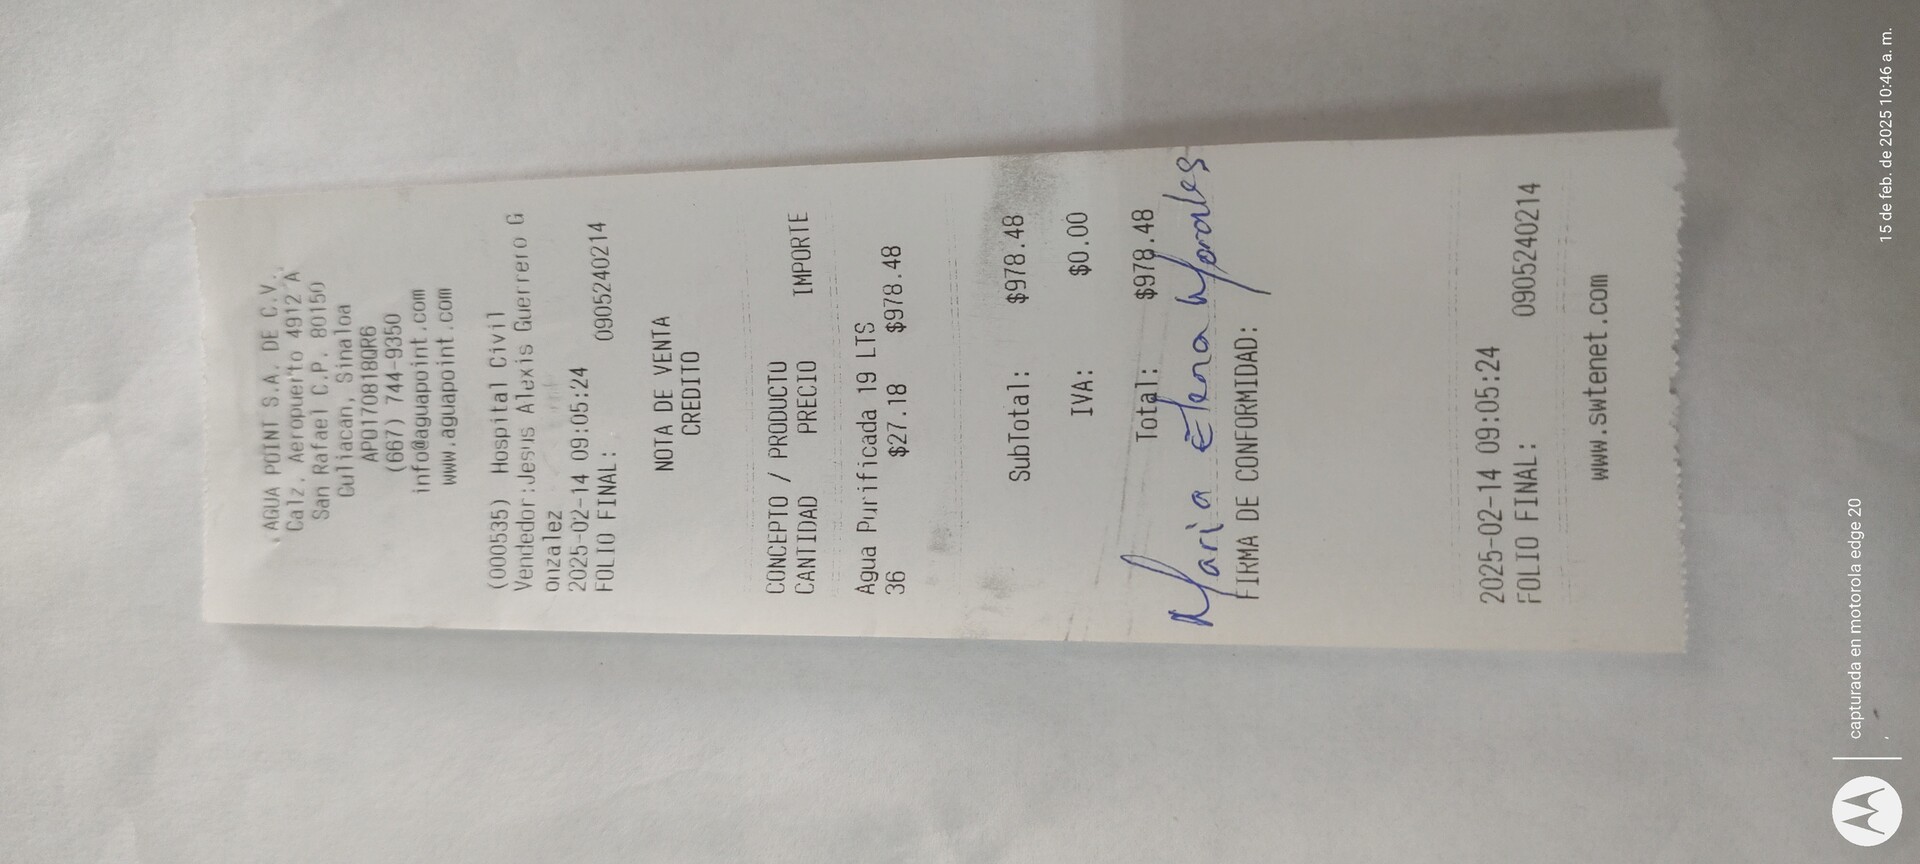 AGUA POINT S.A. DE C.V.
Calz. Aeropuerto 4912 A
San Rafael C.P. 80150
Culiacan, Sinaloa
APO170818QR6
(667) 744-9350
info@aguapoint.com
www.aguapoint.com
(000535) Hospital Civil
Vendedor:Jesus Alexis Guerrero G
onzalez
2025-02-14 09:05:24
FOLIO FINAL: 0905240214
NOTA DE VENTA
CREDITO
CONCEPTO / PRODUCTO
CANTIDAD PRECIO IMPORTE
Agua Purificada 19 LTS
36 $27.18 $978.48
SubTotal: $978.48
IVA: $0.00
Total: $978.48
Maria Elena Morales
FIRMA DE CONFORMIDAD:
2025-02-14 09:05:24
FOLIO FINAL: 0905240214
www.swtenet.com
capturada en motorola edge 20
15 de feb. de 2025 10:46 a. m.